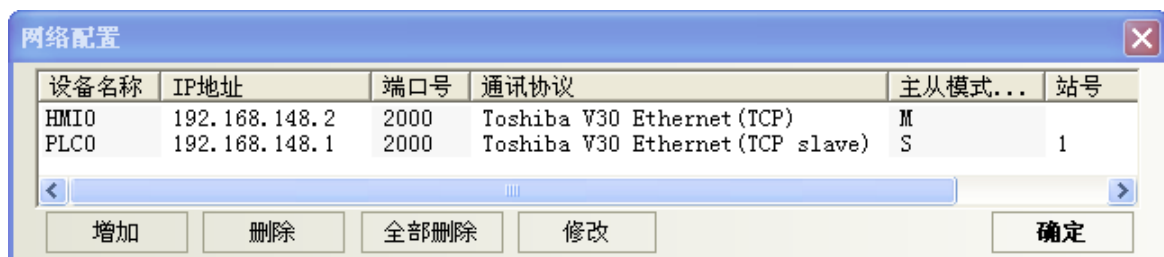 网络配置
设备名称 IP地址 端口号 通讯协议 主从模式... 站号
HMI0 192.168.148.2 2000 Toshiba V30 Ethernet(TCP) M
PLC0 192.168.148.1 2000 Toshiba V30 Ethernet(TCP slave) S 1
增加 删除 全部删除 修改 确定